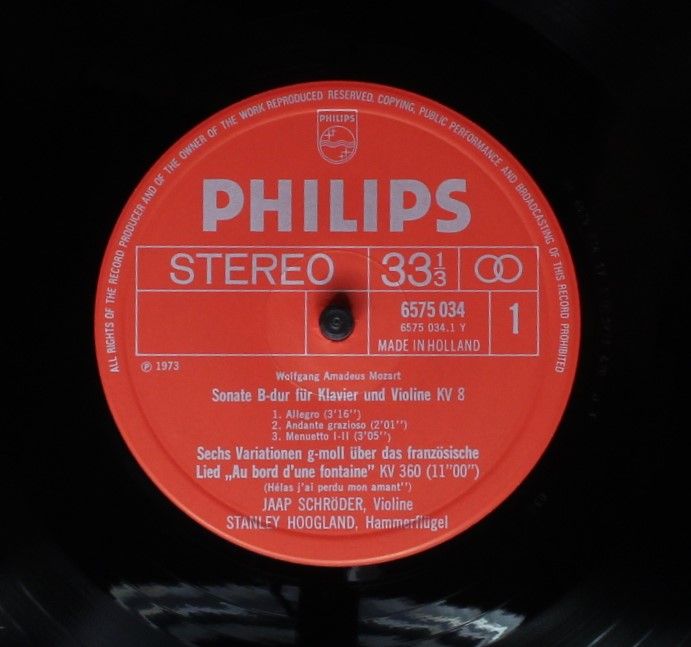 ALL RIGHTS OF THE RECORD PRODUCER AND OF THE OWNER OF THE WORK REPRODUCED RESERVED. COPYING, PUBLIC PERFORMANCE AND BROADCASTING OF THIS RECORD PROHIBITED
PHILIPS
PHILIPS
STEREO 33 1/3
6575 034
6575 034.1 Y
1
MADE IN HOLLAND
℗ 1973
Wolfgang Amadeus Mozart
Sonate B-dur für Klavier und Violine KV 8
1. Allegro (3'16'')
2. Andante grazioso (2'01'')
3. Menuetto I-II (3'05'')
Sechs Variationen g-moll über das französische
Lied „Au bord d'une fontaine” KV 360 (11''00'')
(Hélas j'ai perdu mon amant'')
JAAP SCHRÖDER, Violine
STANLEY HOOGLAND, Hammerflügel